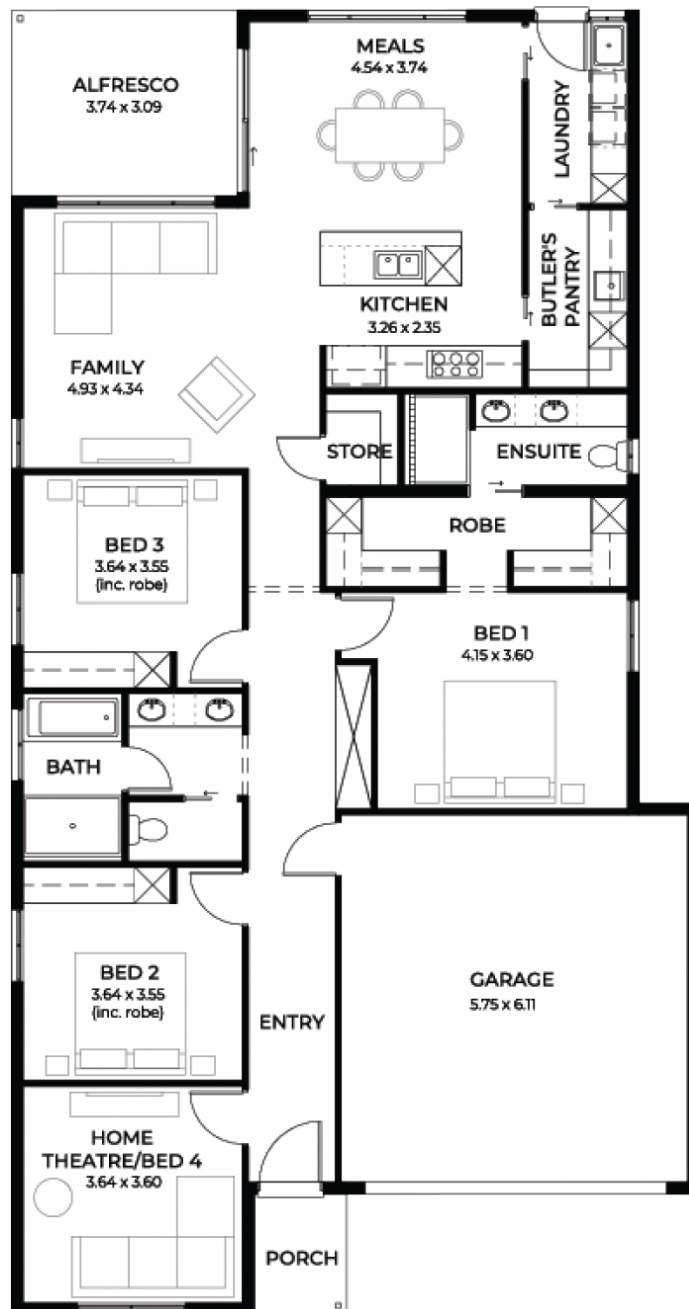 ALFRESCO
3.74 x 3.09
MEALS
4.54 x 3.74
LAUNDRY
BUTLER'S
PANTRY
KITCHEN
3.26 x 2.35
FAMILY
4.93 x 4.34
STORE
ENSUITE
ROBE
BED 3
3.64 x 3.55
(inc. robe)
BED 1
4.15 x 3.60
BATH
BED 2
3.64 x 3.55
(inc. robe)
ENTRY
GARAGE
5.75 x 6.11
HOME
THEATRE/BED 4
3.64 x 3.60
PORCH